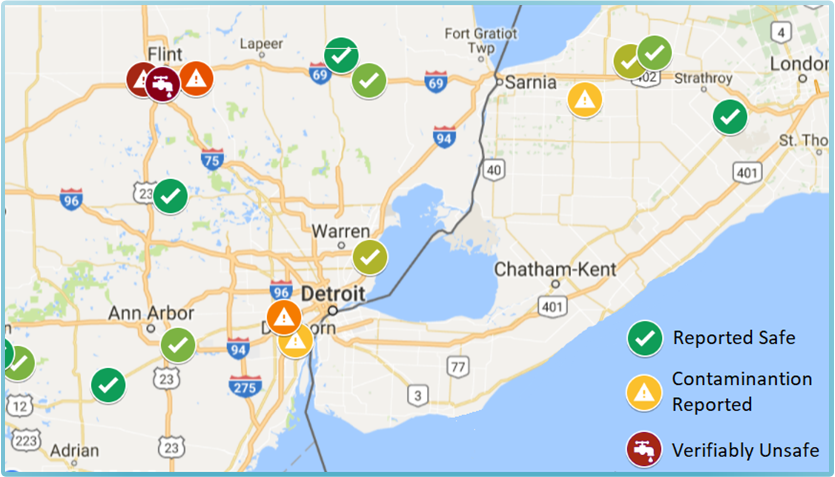 Flint
Lapeer
Fort Gratiot
Twp
4
London
69
69
Sarnia
402
Strathroy
94
St. Tho
75
40
401
96
23
Warren
Chatham-Kent
96
Detroit
401
Ann Arbor
n
94
Reported Safe
23
275
77
Contaminantion
Reported
3
12
223
Adrian
23
Verifiably Unsafe